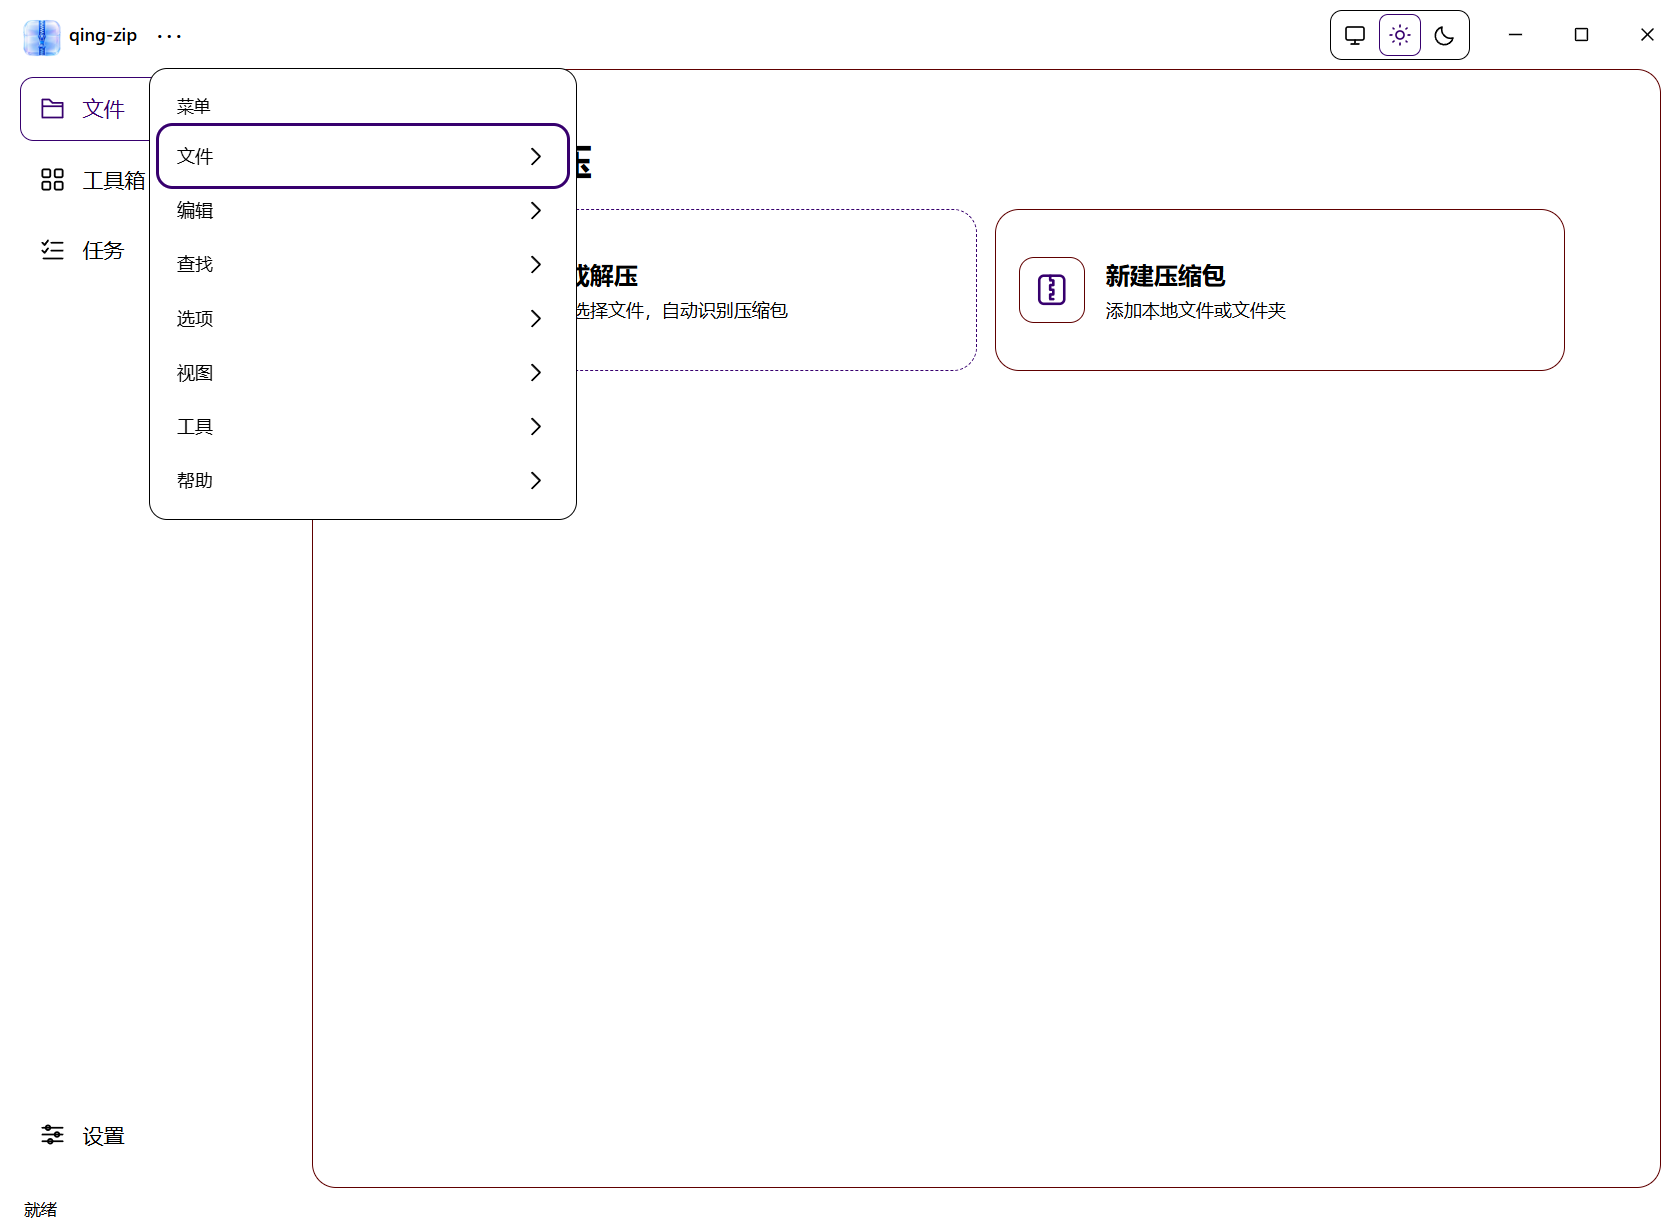 qing-zip
文件
工具箱
任务
菜单
文件
编辑
查找
选项
视图
工具
帮助
压
解压
选择文件，自动识别压缩包
新建压缩包
添加本地文件或文件夹
设置
就绪